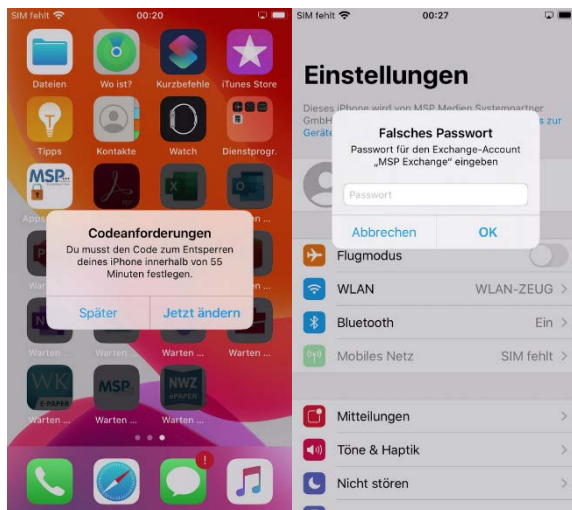 SIM fehlt 00:20
Dateien Wo ist? Kurzbefehle iTunes Store
Tipps Kontakte Watch Dienstprogr.
MSP
Codeanforderungen
Du musst den Code zum Entsperren
deines iPhone innerhalb von 55
Minuten festlegen.
Später Jetzt ändern
Warten ... Warten ... Warten ... Warten ...
WK
E-PAPER
MSP
NWZ
ePAPER
Warten ... Warten ... Warten ...
SIM fehlt 00:27
Einstellungen
Dieses iPhone wird von MSP Medien Systempartner
GmbH
Falsches Passwort
Passwort für den Exchange-Account
„MSP Exchange“ eingeben
Passwort
Abbrechen OK
Flugmodus
WLAN WLAN-ZEUG
Bluetooth Ein
Mobiles Netz SIM fehlt
Mitteilungen
Töne & Haptik
Nicht stören